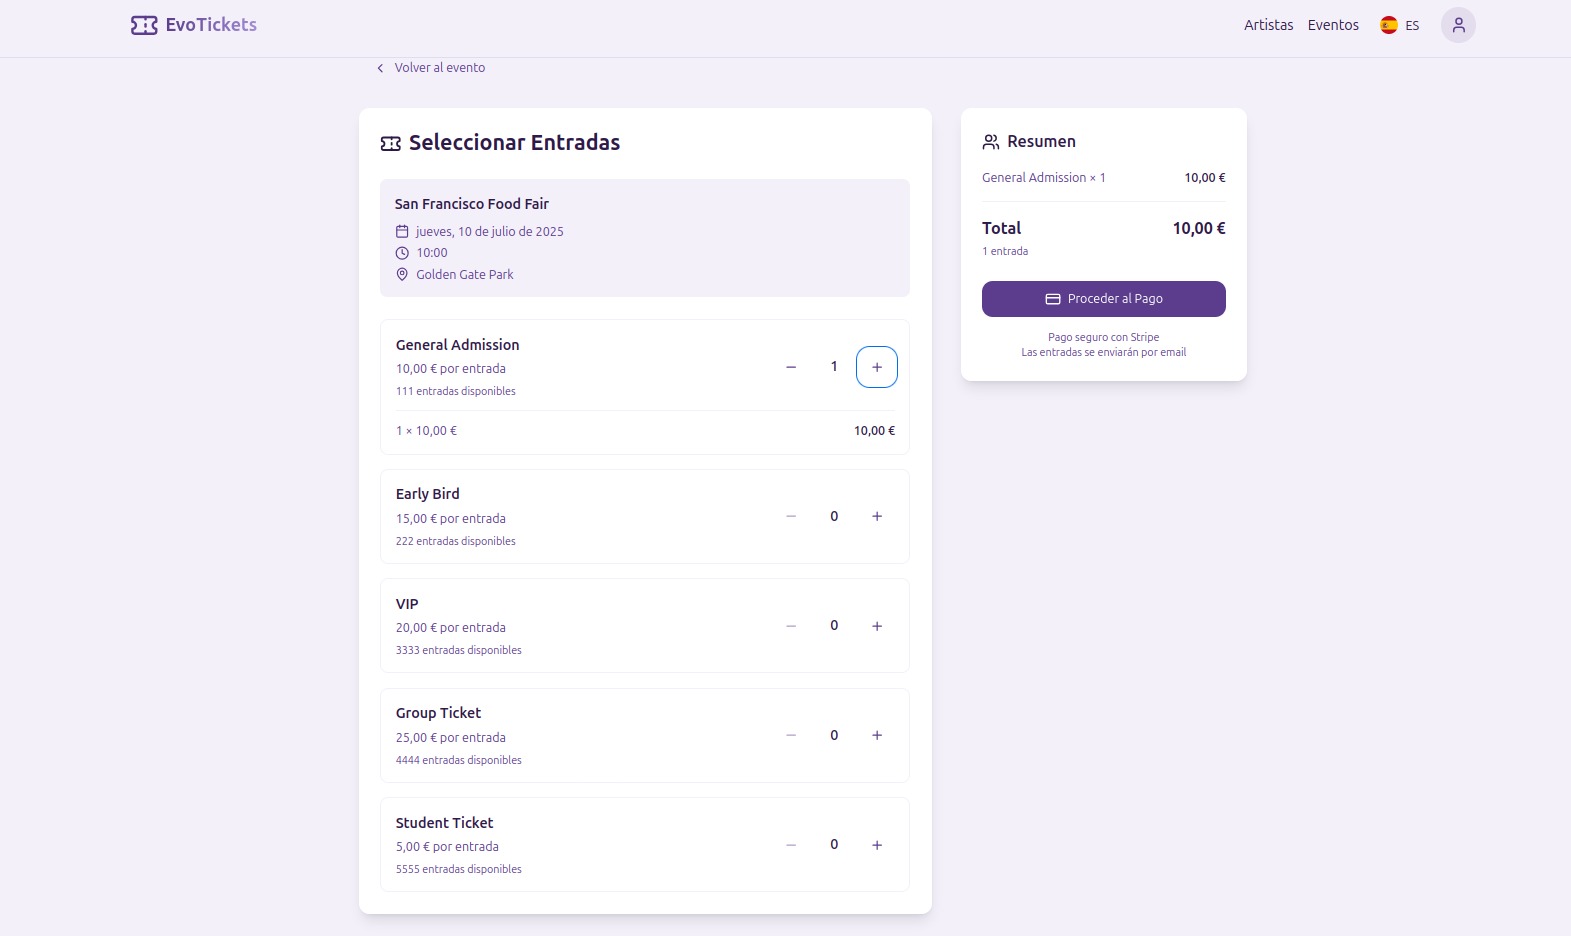 EvoTickets
Artistas
Eventos
ES
Volver al evento
Seleccionar Entradas
San Francisco Food Fair
jueves, 10 de julio de 2025
10:00
Golden Gate Park
General Admission
10,00 € por entrada
111 entradas disponibles
− 1 +
1 × 10,00 €
10,00 €
Early Bird
15,00 € por entrada
222 entradas disponibles
− 0 +
VIP
20,00 € por entrada
3333 entradas disponibles
− 0 +
Group Ticket
25,00 € por entrada
4444 entradas disponibles
− 0 +
Student Ticket
5,00 € por entrada
5555 entradas disponibles
− 0 +
Resumen
General Admission × 1
10,00 €
Total
10,00 €
1 entrada
Proceder al Pago
Pago seguro con Stripe
Las entradas se enviarán por email